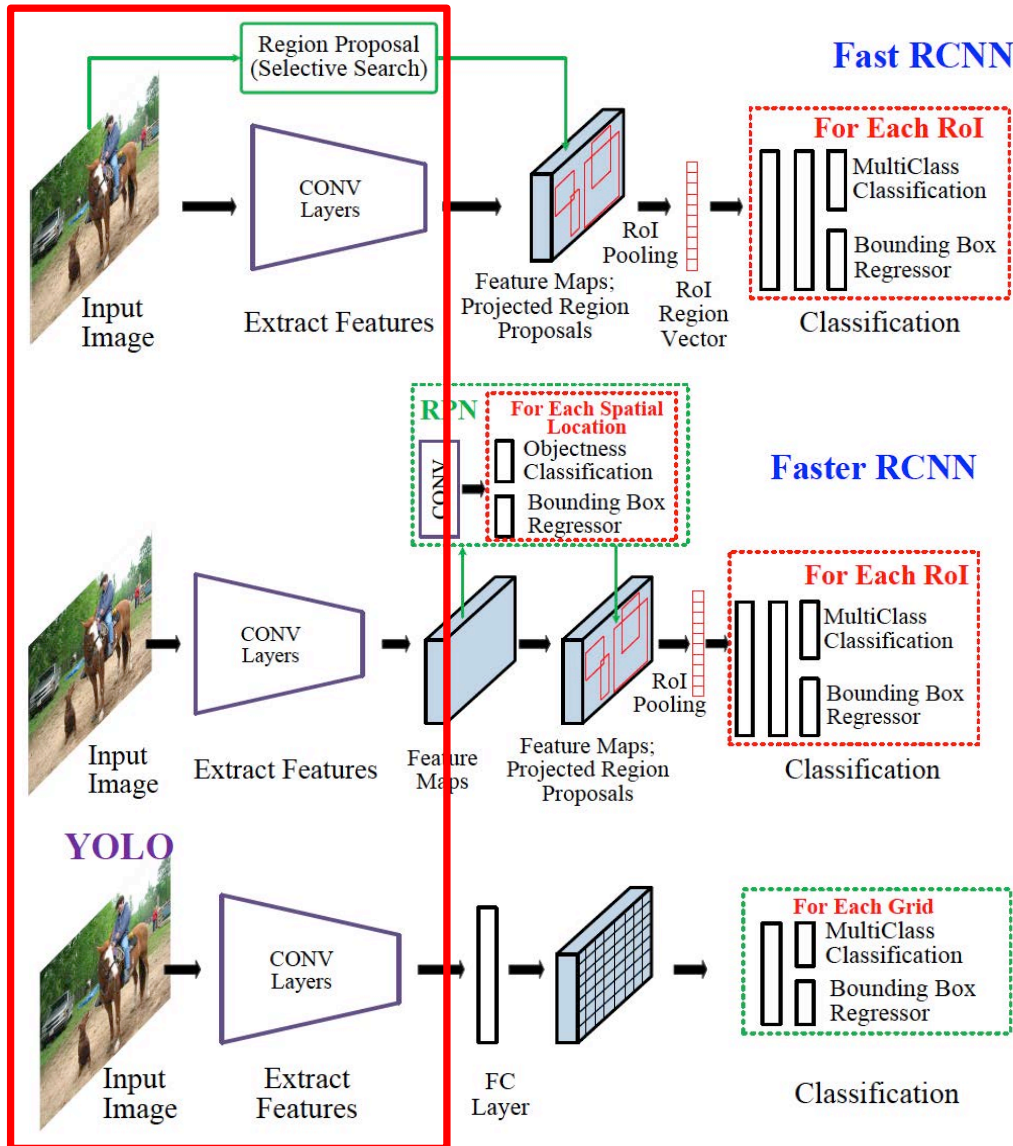 Region Proposal
(Selective Search)
Fast RCNN
CONV
Layers
Input
Image
Extract Features
Feature Maps;
Projected Region
Proposals
RoI
Pooling
RoI
Region
Vector
For Each RoI
MultiClass
Classification
Bounding Box
Regressor
Classification
RPN
CONV
For Each Spatial
Location
Objectness
Classification
Bounding Box
Regressor
Faster RCNN
CONV
Layers
Input
Image
Extract Features
Feature
Maps
Feature Maps;
Projected Region
Proposals
RoI
Pooling
For Each RoI
MultiClass
Classification
Bounding Box
Regressor
Classification
YOLO
CONV
Layers
Input
Image
Extract
Features
FC
Layer
For Each Grid
MultiClass
Classification
Bounding Box
Regressor
Classification